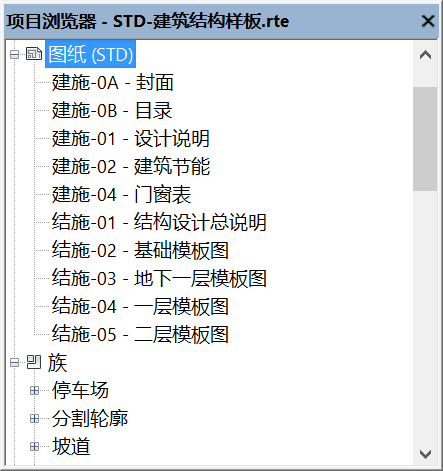 项目浏览器 - STD-建筑结构样板.rte
图纸 (STD)
建施-0A - 封面
建施-0B - 目录
建施-01 - 设计说明
建施-02 - 建筑节能
建施-04 - 门窗表
结施-01 - 结构设计总说明
结施-02 - 基础模板图
结施-03 - 地下一层模板图
结施-04 - 一层模板图
结施-05 - 二层模板图
族
停车场
分割轮廓
坡道